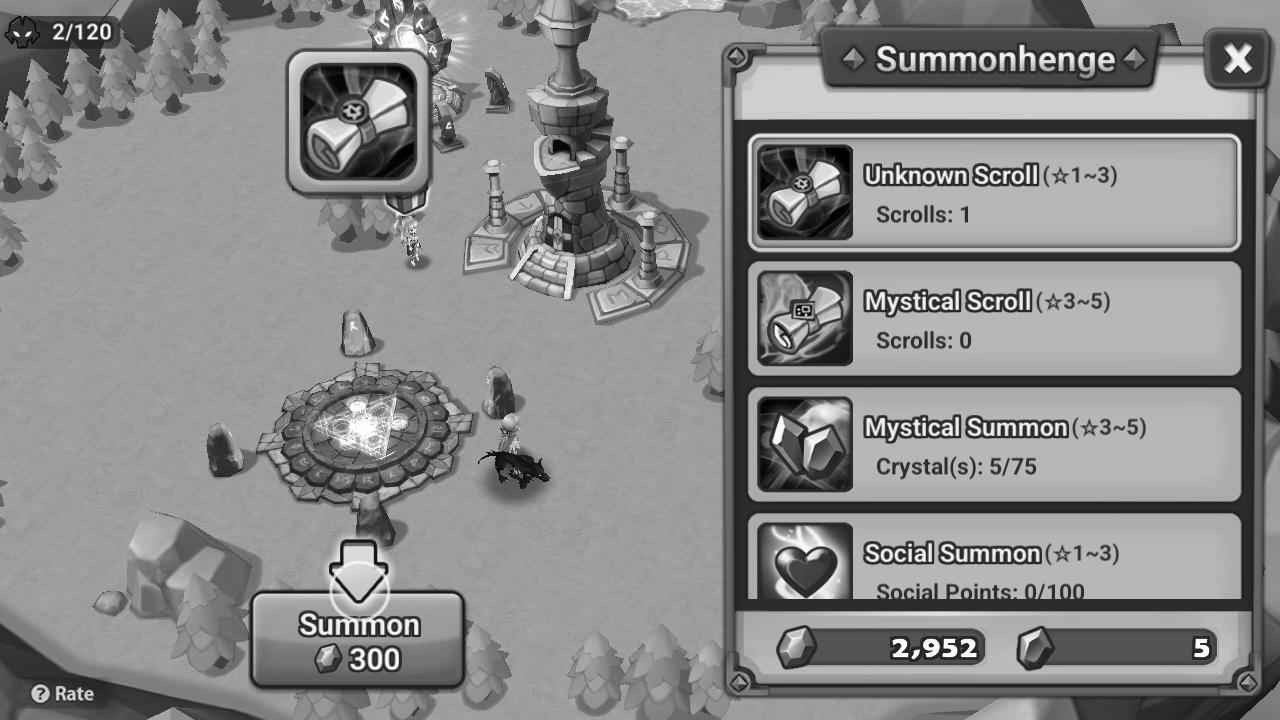 2/120
Summonhenge
Unknown Scroll (☆1~3)
Scrolls: 1
Mystical Scroll (☆3~5)
Scrolls: 0
Mystical Summon (☆3~5)
Crystal(s): 5/75
Social Summon (☆1~3)
Social Points: 0/100
Summon
300
2,952
5
? Rate